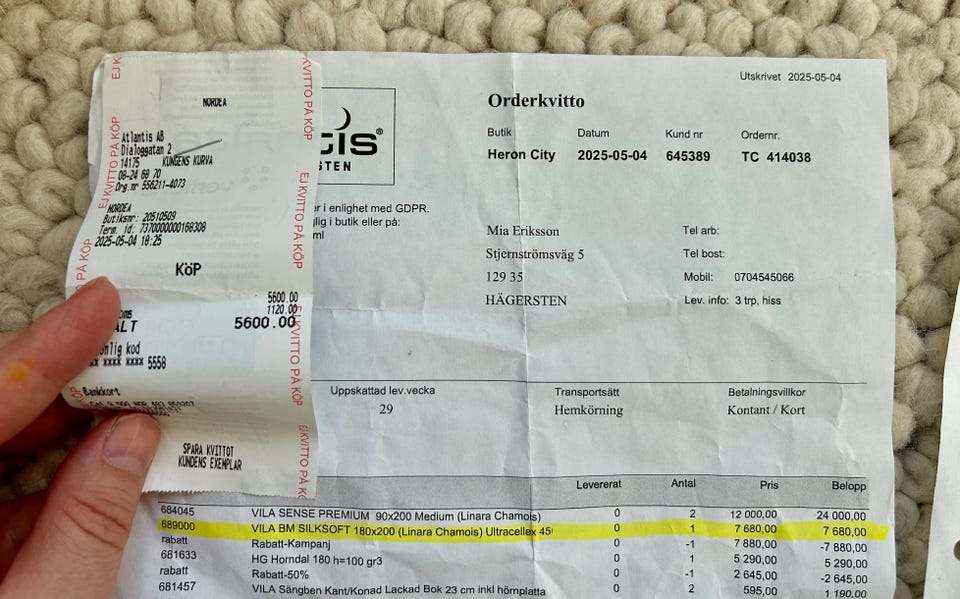 NORDEA
Atlantis AB
Dialoggatan 2
14175 KUNGENS KURVA
08-24 60 70
Org.nr 556211-4073
NORDEA
Butiksnr: 20510509
2025-05-04 18:25
KöP
5600.00
1120.00
5600.00
5558
Bankkort
SPARA KVITTOT
KUNDENS EXEMPLAR
EJ KVITTO PÅ KÖP
EJ KVITTO PÅ KÖP
Utskrivet 2025-05-04
Orderkvitto
Butik Datum Kund nr Ordernr.
Heron City 2025-05-04 645389 TC 414038
i enlighet med GDPR.
i butik eller på:
Mia Eriksson Tel arb:
Stjernströmsväg 5 Tel bost:
129 35 Mobil: 0704545066
HÄGERSTEN Lev. info: 3 trp, hiss
Uppskattad lev.vecka Transportsätt Betalningsvillkor
29 Hemkörning Kontant / Kort
Levererat Antal Pris Belopp
684045 VILA SENSE PREMIUM 90x200 Medium (Linara Chamois) 0 2 12 000,00 24 000,00
689000 VILA BM SILKSOFT 180x200 (Linara Chamois) Ultracellex 45 0 1 7 680,00 7 680,00
rabatt Rabatt-Kampanj 0 -1 7 880,00 -7 880,00
681633 HG Horndal 180 h=100 gr3 0 1 5 290,00 5 290,00
rabatt Rabatt-50% 0 -1 2 645,00 -2 645,00
681457 VILA Sängben Kant/Konad Lackad Bok 23 cm inkl hörnplatta 0 2 595,00 1 190,00